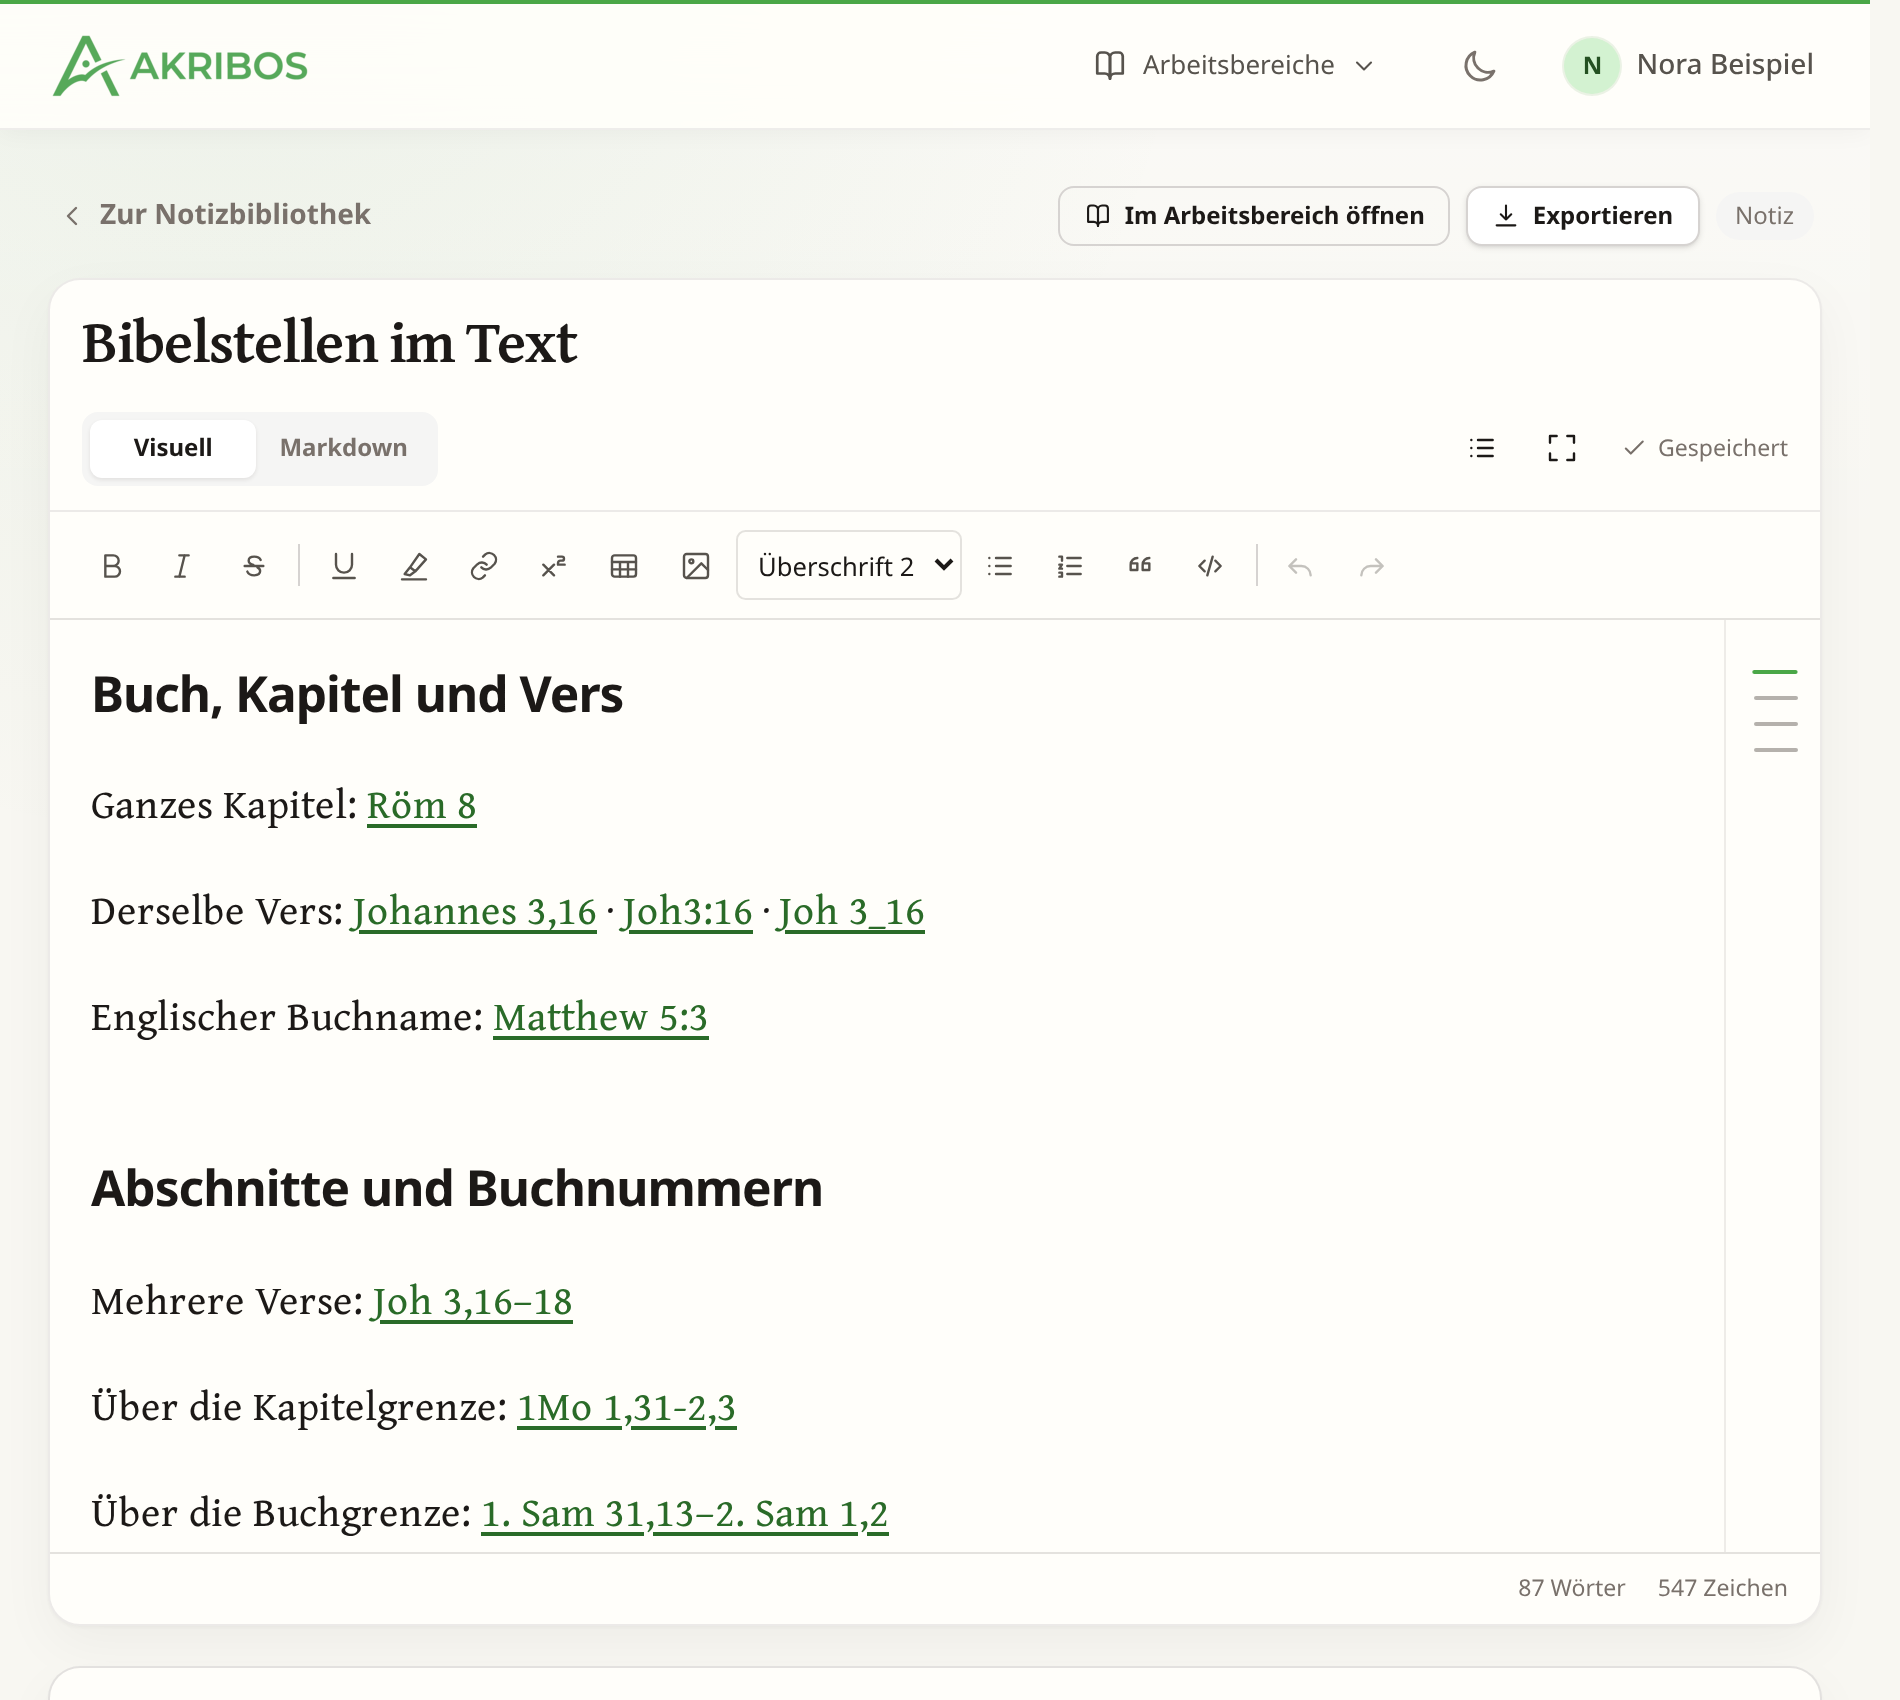 AKRIBOS
Arbeitsbereiche
N
Nora Beispiel
Zur Notizbibliothek
Im Arbeitsbereich öffnen
Exportieren
Notiz
Bibelstellen im Text
Visuell
Markdown
Gespeichert
B I S U x² Überschrift 2
Buch, Kapitel und Vers
Ganzes Kapitel: Röm 8
Derselbe Vers: Johannes 3,16 · Joh3:16 · Joh 3_16
Englischer Buchname: Matthew 5:3
Abschnitte und Buchnummern
Mehrere Verse: Joh 3,16–18
Über die Kapitelgrenze: 1Mo 1,31-2,3
Über die Buchgrenze: 1. Sam 31,13–2. Sam 1,2
87 Wörter
547 Zeichen